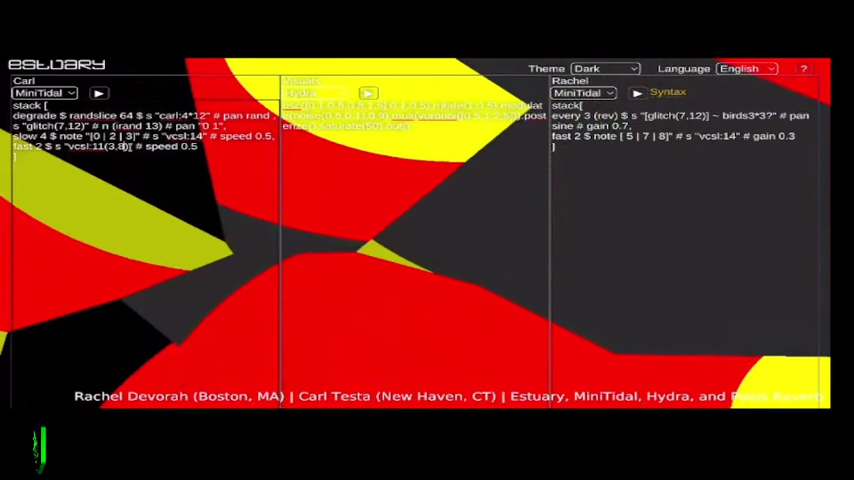 ESTUARY
Theme Dark Language English ?
Carl
MiniTidal
stack [
degrade $ randslice 64 $ s "carl:4*12" # pan rand ,
s "glitch(7,12)" # n (irand 13) # pan "0 1",
slow 4 $ note "[0 | 2 | 3]" # s "vcsl:14" # speed 0.5,
fast 2 $ s "vcsl:11(3,8)" # speed 0.5
]
Visuals
Hydra
Rachel
MiniTidal Syntax
stack[
every 3 (rev) $ s "[glitch(7,12)] ~ birds3*3?" # pan
sine # gain 0.7,
fast 2 $ note [ 5 | 7 | 8]" # s "vcsl:14" # gain 0.3
]
Rachel Devorah (Boston, MA) | Carl Testa (New Haven, CT) | Estuary, MiniTidal, Hydra, and